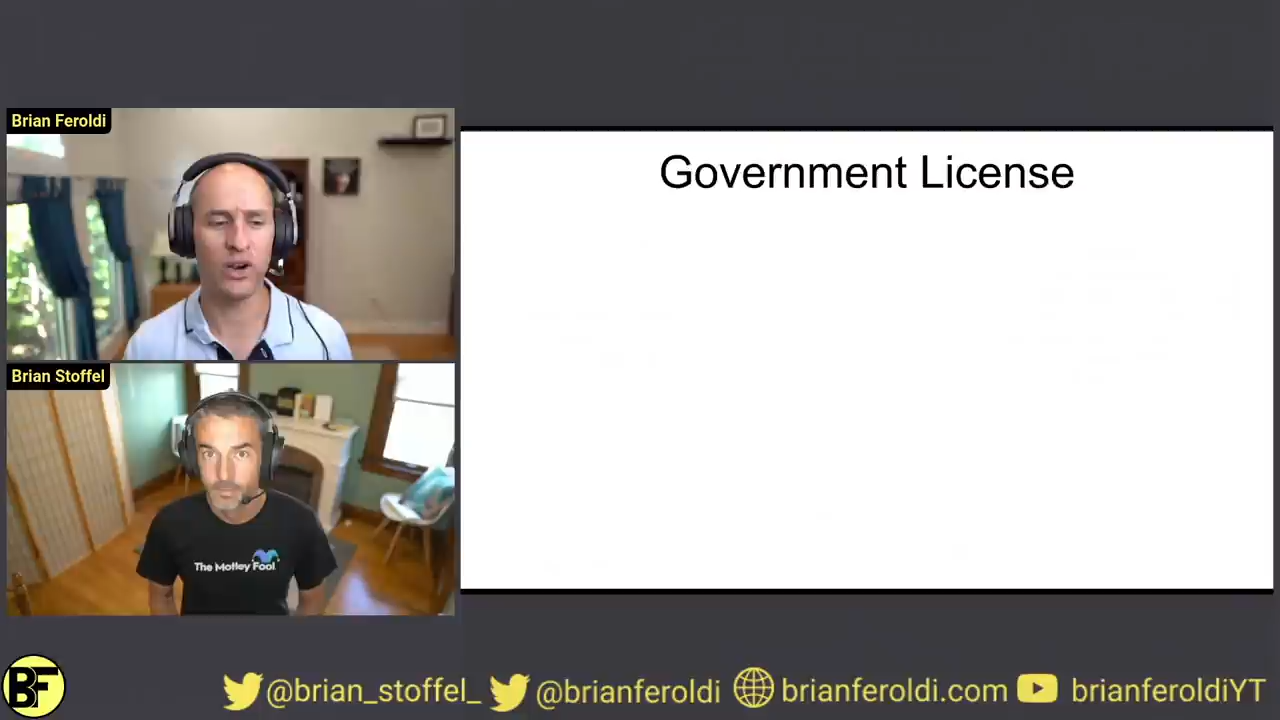 Brian Feroldi
Government License
Brian Stoffel
The Motley Fool
BF
@brian_stoffel_
@brianferoldi
brianferoldi.com
brianferoldiYT